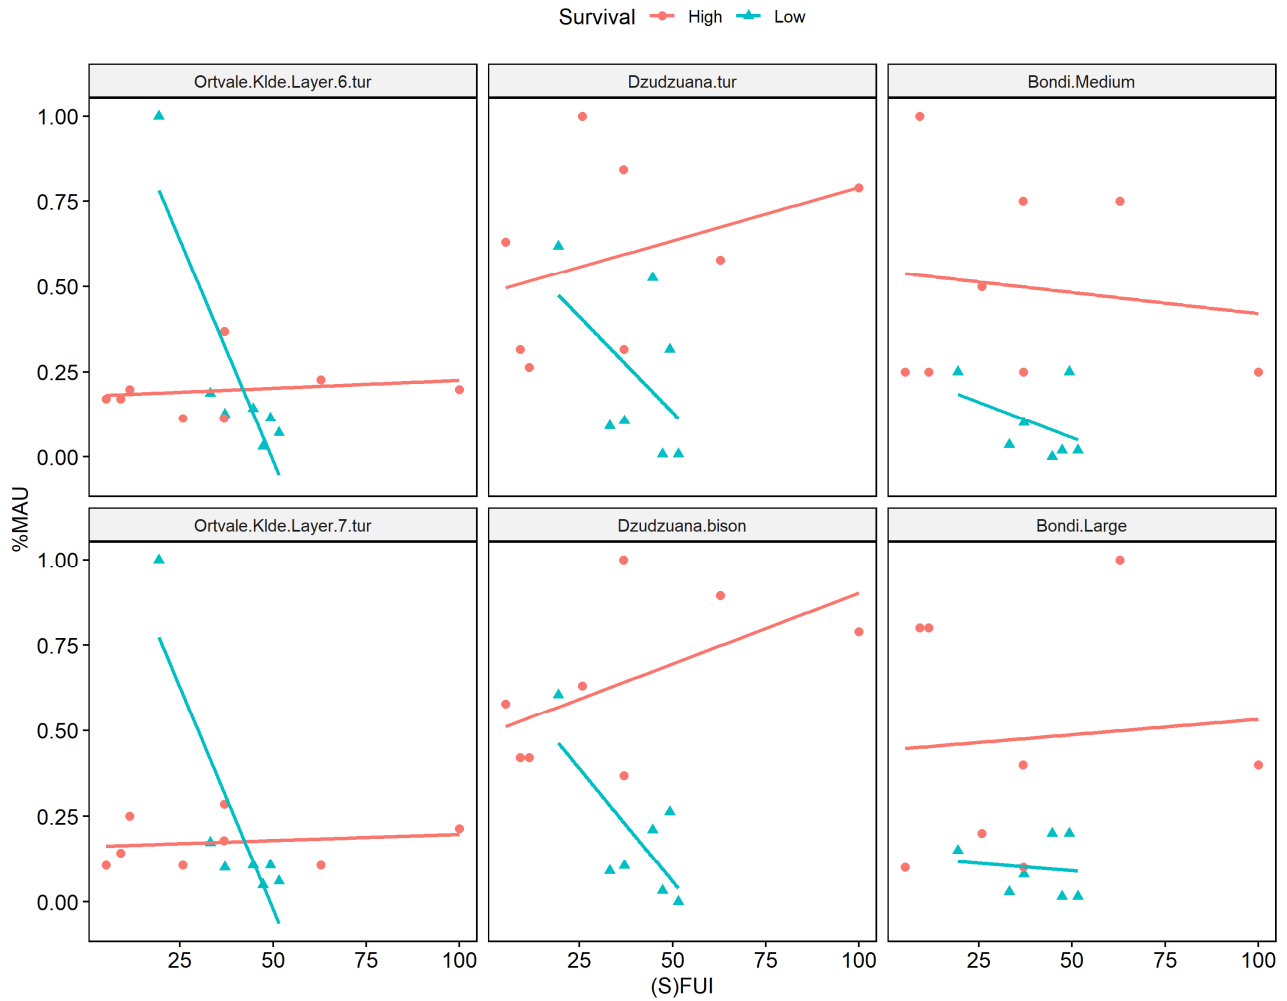 Survival High Low
Ortvale.Klde.Layer.6.tur
Dzudzuana.tur
Bondi.Medium
1.00
0.75
0.50
0.25
0.00
%MAU
Ortvale.Klde.Layer.7.tur
Dzudzuana.bison
Bondi.Large
1.00
0.75
0.50
0.25
0.00
25 50 75 100
25 50 75 100
25 50 75 100
(S)FUI